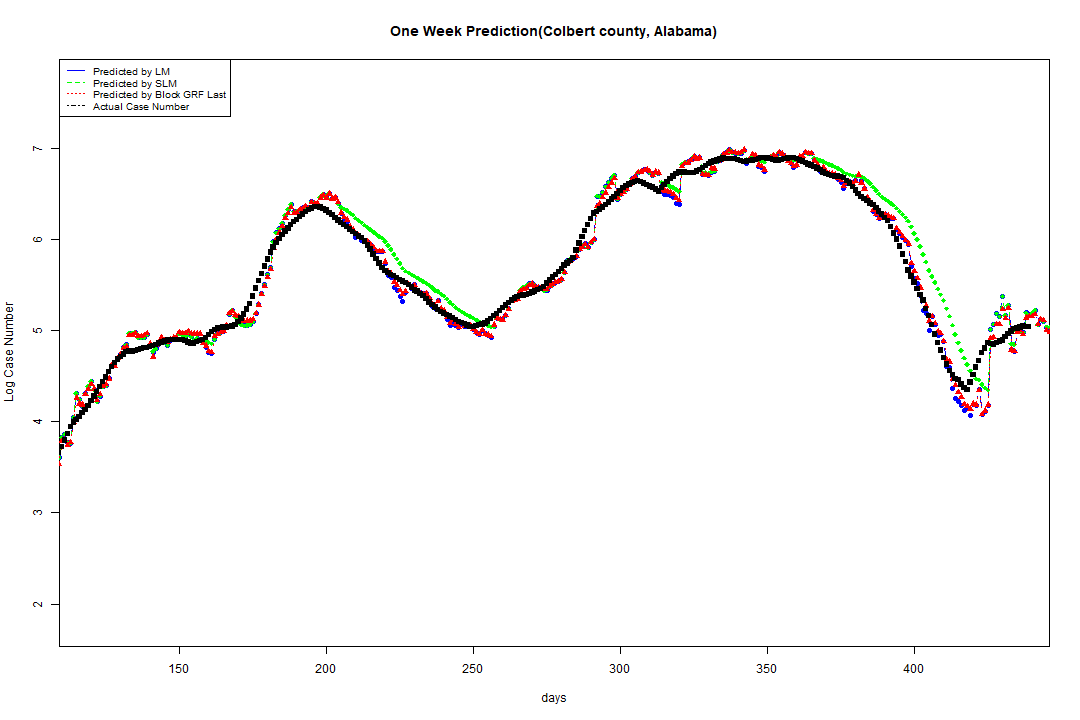 One Week Prediction(Colbert county, Alabama)
Predicted by LM
Predicted by SLM
Predicted by Block GRF Last
Actual Case Number
7
6
5
4
3
2
Log Case Number
150 200 250 300 350 400
days